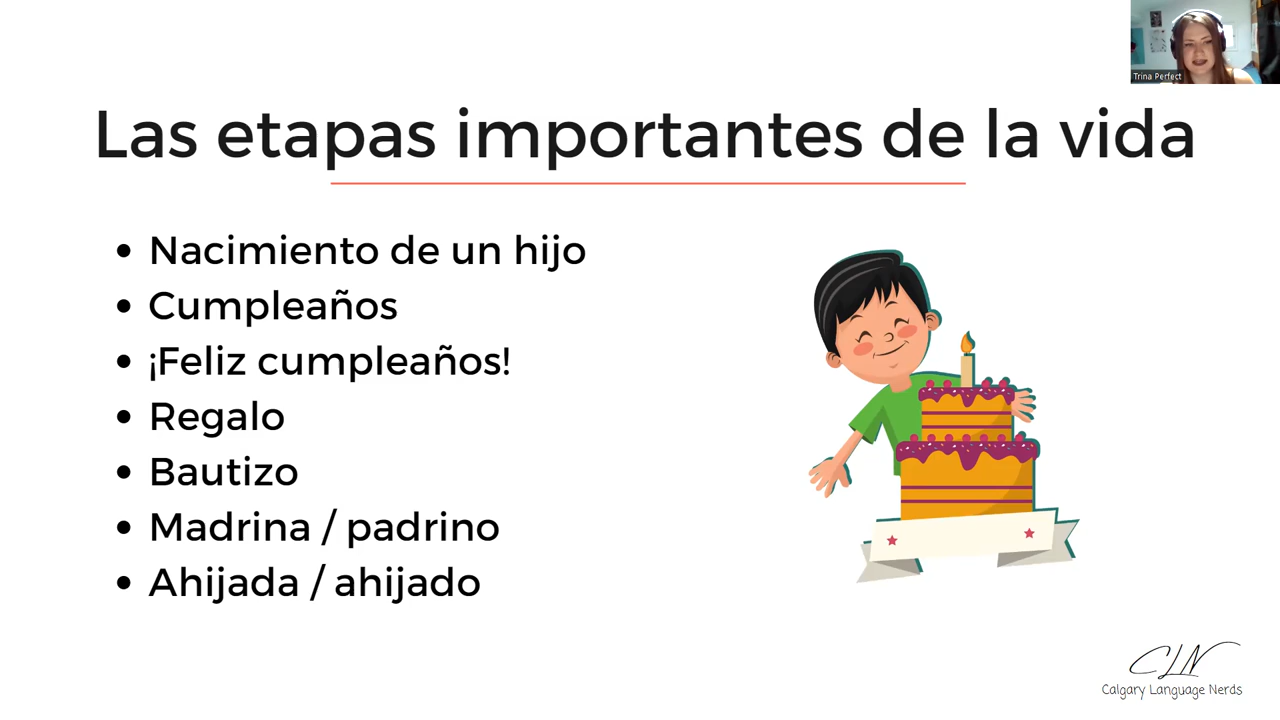 Trina Perfect
Las etapas importantes de la vida
Nacimiento de un hijo
Cumpleaños
¡Feliz cumpleaños!
Regalo
Bautizo
Madrina / padrino
Ahijada / ahijado
CLN
Calgary Language Nerds